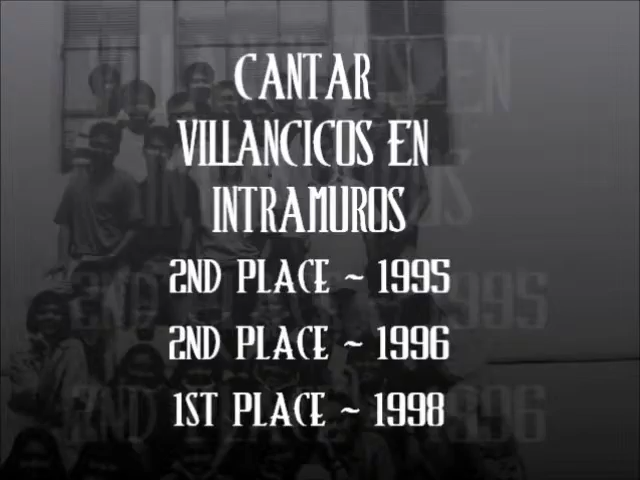 CANTAR
VILLANCICOS EN
INTRAMUROS
2ND PLACE ~ 1995
2ND PLACE ~ 1996
1ST PLACE ~ 1998